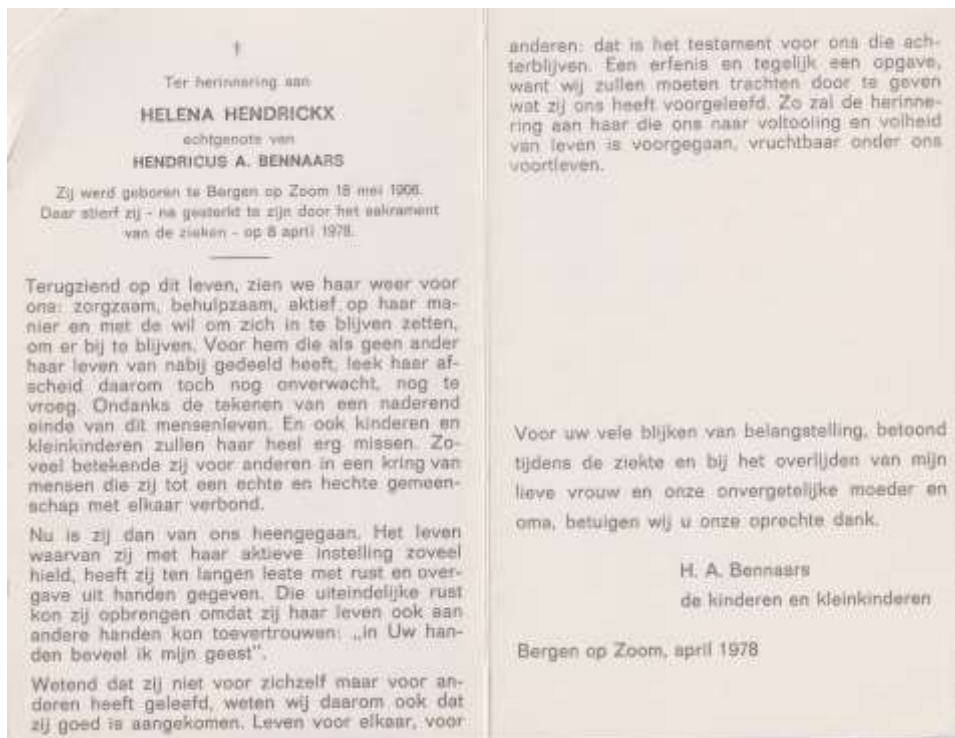 †
Ter herinnering aan
HELENA HENDRICKX
echtgenote van
HENDRICUS A. BENNAARS
Zij werd geboren te Bergen op Zoom 18 mei 1906.
Daar stierf zij - na gesterkt te zijn door het sakrament
van de zieken - op 8 april 1978.
Terugziend op dit leven, zien we haar weer voor
ons: zorgzaam, behulpzaam, aktief op haar ma-
nier en met de wil om zich in te blijven zetten,
om er bij te blijven. Voor hem die als geen ander
haar leven van nabij gedeeld heeft, leek haar af-
scheid daarom toch nog onverwacht, nog te
vroeg. Ondanks de tekenen van een naderend
einde van dit mensenleven. En ook kinderen en
kleinkinderen zullen haar heel erg missen. Zo-
veel betekende zij voor anderen in een kring van
mensen die zij tot een echte en hechte gemeen-
schap met elkaar verbond.
Nu is zij dan van ons heengegaan. Het leven
waarvan zij met haar aktieve instelling zoveel
hield, heeft zij ten langen leste met rust en over-
gave uit handen gegeven. Die uiteindelijke rust
kon zij opbrengen omdat zij haar leven ook aan
andere handen kon toevertrouwen: „in Uw han-
den beveel ik mijn geest".
Wetend dat zij niet voor zichzelf maar voor an-
deren heeft geleefd, weten wij daarom ook dat
zij goed is aangekomen. Leven voor elkaar, voor
anderen: dat is het testament voor ons die ach-
terblijven. Een erfenis en tegelijk een opgave,
want wij zullen moeten trachten door te geven
wat zij ons heeft voorgeleefd. Zo zal de herinne-
ring aan haar die ons naar voltooiing en volheid
van leven is voorgegaan, vruchtbaar onder ons
voortleven.
Voor uw vele blijken van belangstelling, betoond
tijdens de ziekte en bij het overlijden van mijn
lieve vrouw en onze onvergetelijke moeder en
oma, betuigen wij u onze oprechte dank.
H. A. Bennaars
de kinderen en kleinkinderen
Bergen op Zoom, april 1978